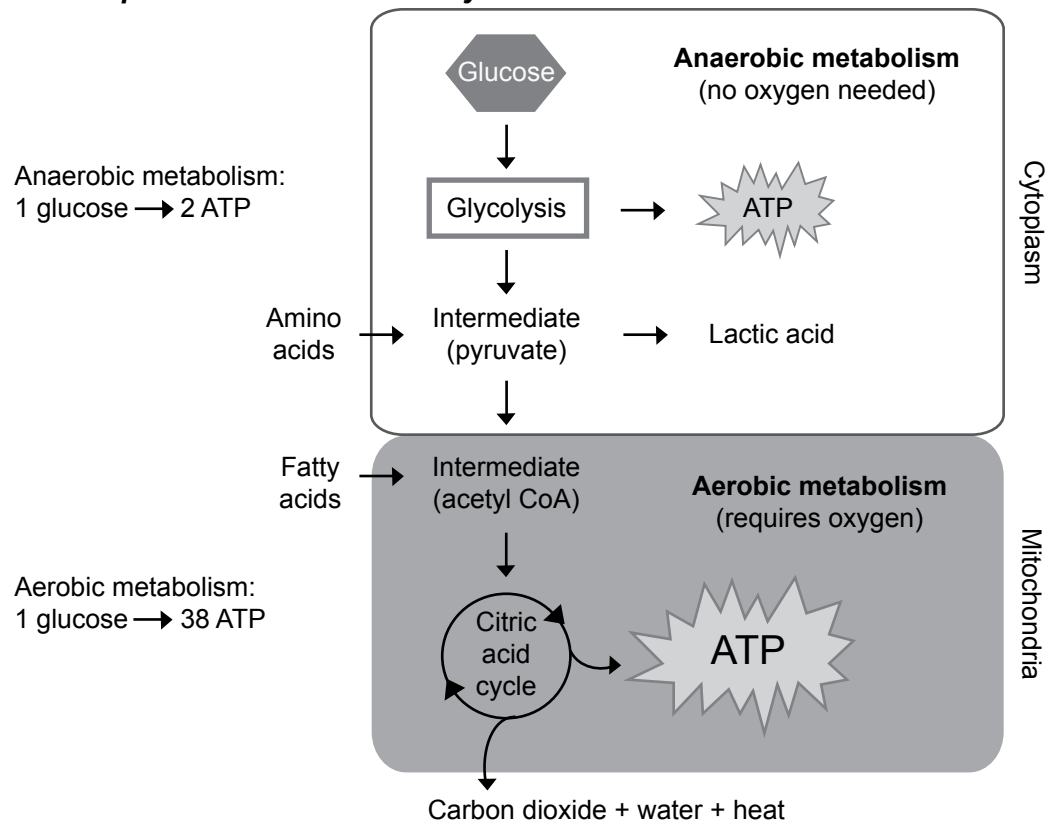 Glucose
Anaerobic metabolism
(no oxygen needed)
Anaerobic metabolism:
1 glucose → 2 ATP
Glycolysis
ATP
Cytoplasm
Amino
acids
Intermediate
(pyruvate)
Lactic acid
Fatty
acids
Intermediate
(acetyl CoA)
Aerobic metabolism
(requires oxygen)
Mitochondria
Aerobic metabolism:
1 glucose → 38 ATP
Citric
acid
cycle
ATP
Carbon dioxide + water + heat